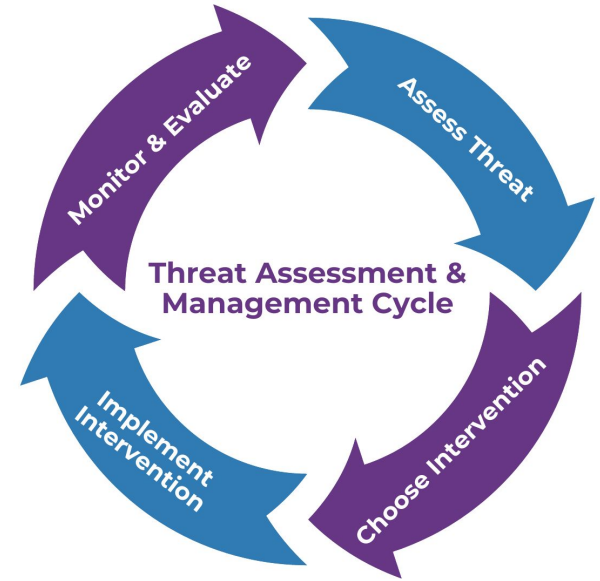 Threat Assessment &
Management Cycle
Assess Threat
Choose Intervention
Implement
Intervention
Monitor & Evaluate